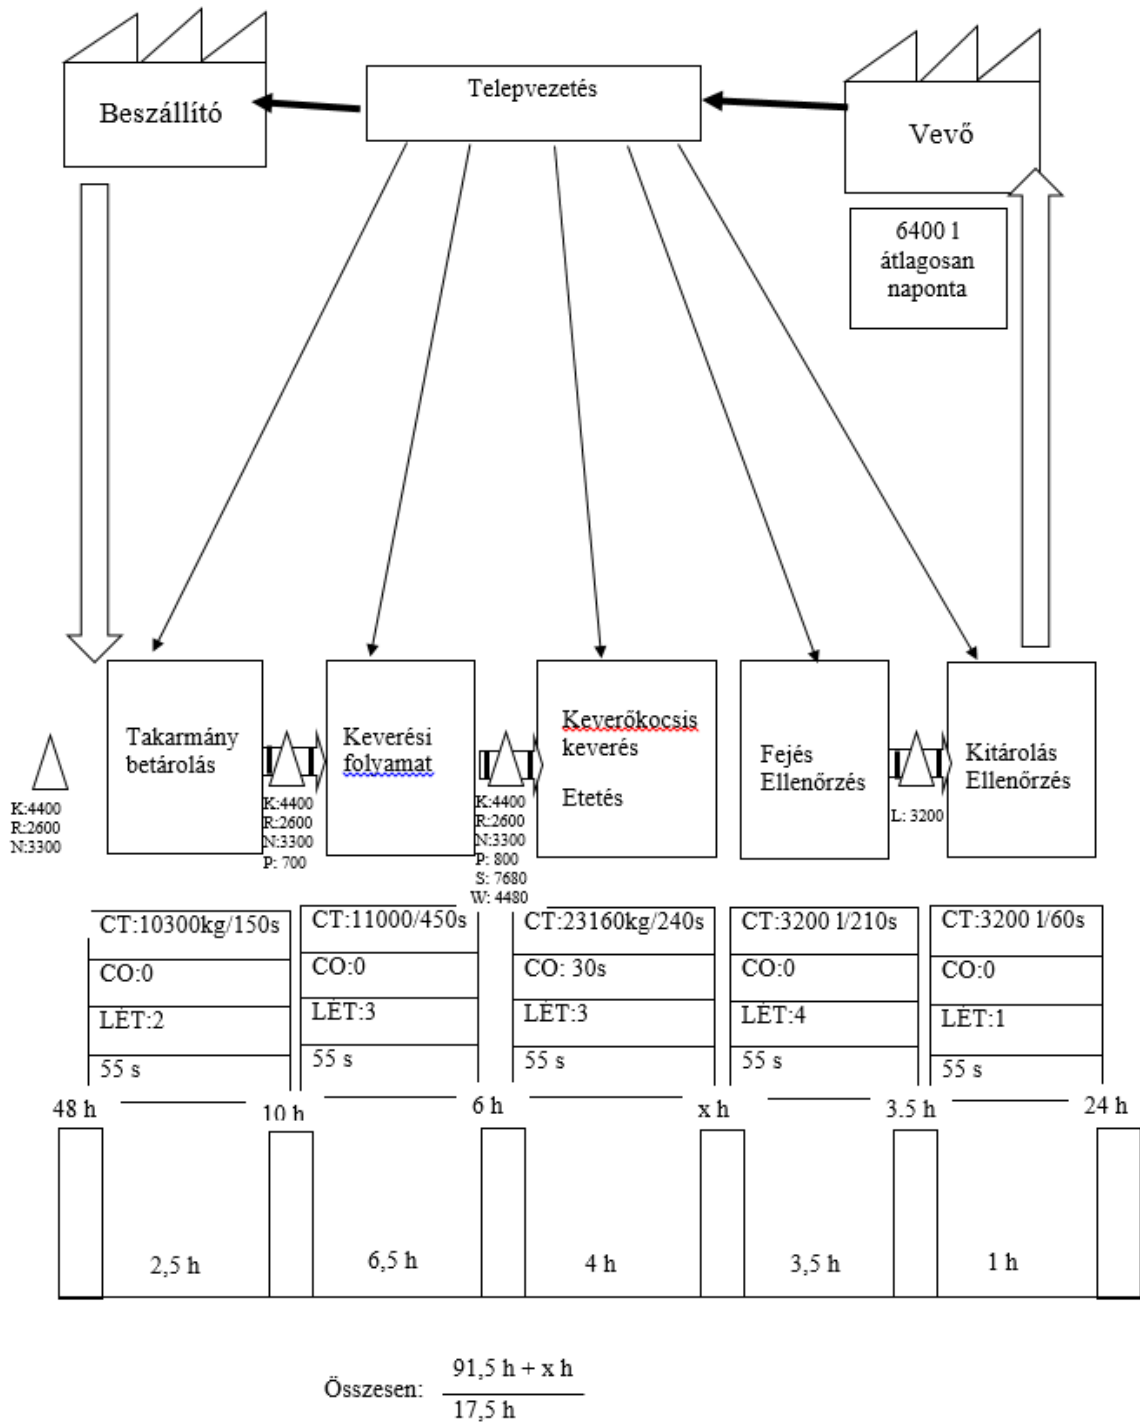 Telepvezetés
Beszállító
Vevő
6400 l
átlagosan
naponta
Takarmány
betárolás
Keverési
folyamat
Keverőkocsis
keverés
Etetés
Fejés
Ellenőrzés
Kitárolás
Ellenőrzés
K:4400
R:2600
N:3300
K:4400
R:2600
N:3300
P: 700
K:4400
R:2600
N:3300
P: 800
S: 7680
W: 4480
L: 3200
CT:10300kg/150s
CO:0
LÉT:2
55 s
CT:11000/450s
CO:0
LÉT:3
55 s
CT:23160kg/240s
CO: 30s
LÉT:3
55 s
CT:3200 l/210s
CO:0
LÉT:4
55 s
CT:3200 l/60s
CO:0
LÉT:1
55 s
48 h
10 h
6 h
x h
3.5 h
24 h
2,5 h
6,5 h
4 h
3,5 h
1 h
Összesen:
91,5 h + x h
17,5 h